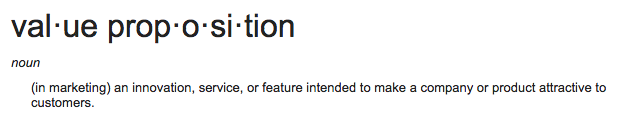 val·ue prop·o·si·tion
noun
(in marketing) an innovation, service, or feature intended to make a company or product attractive to
customers.